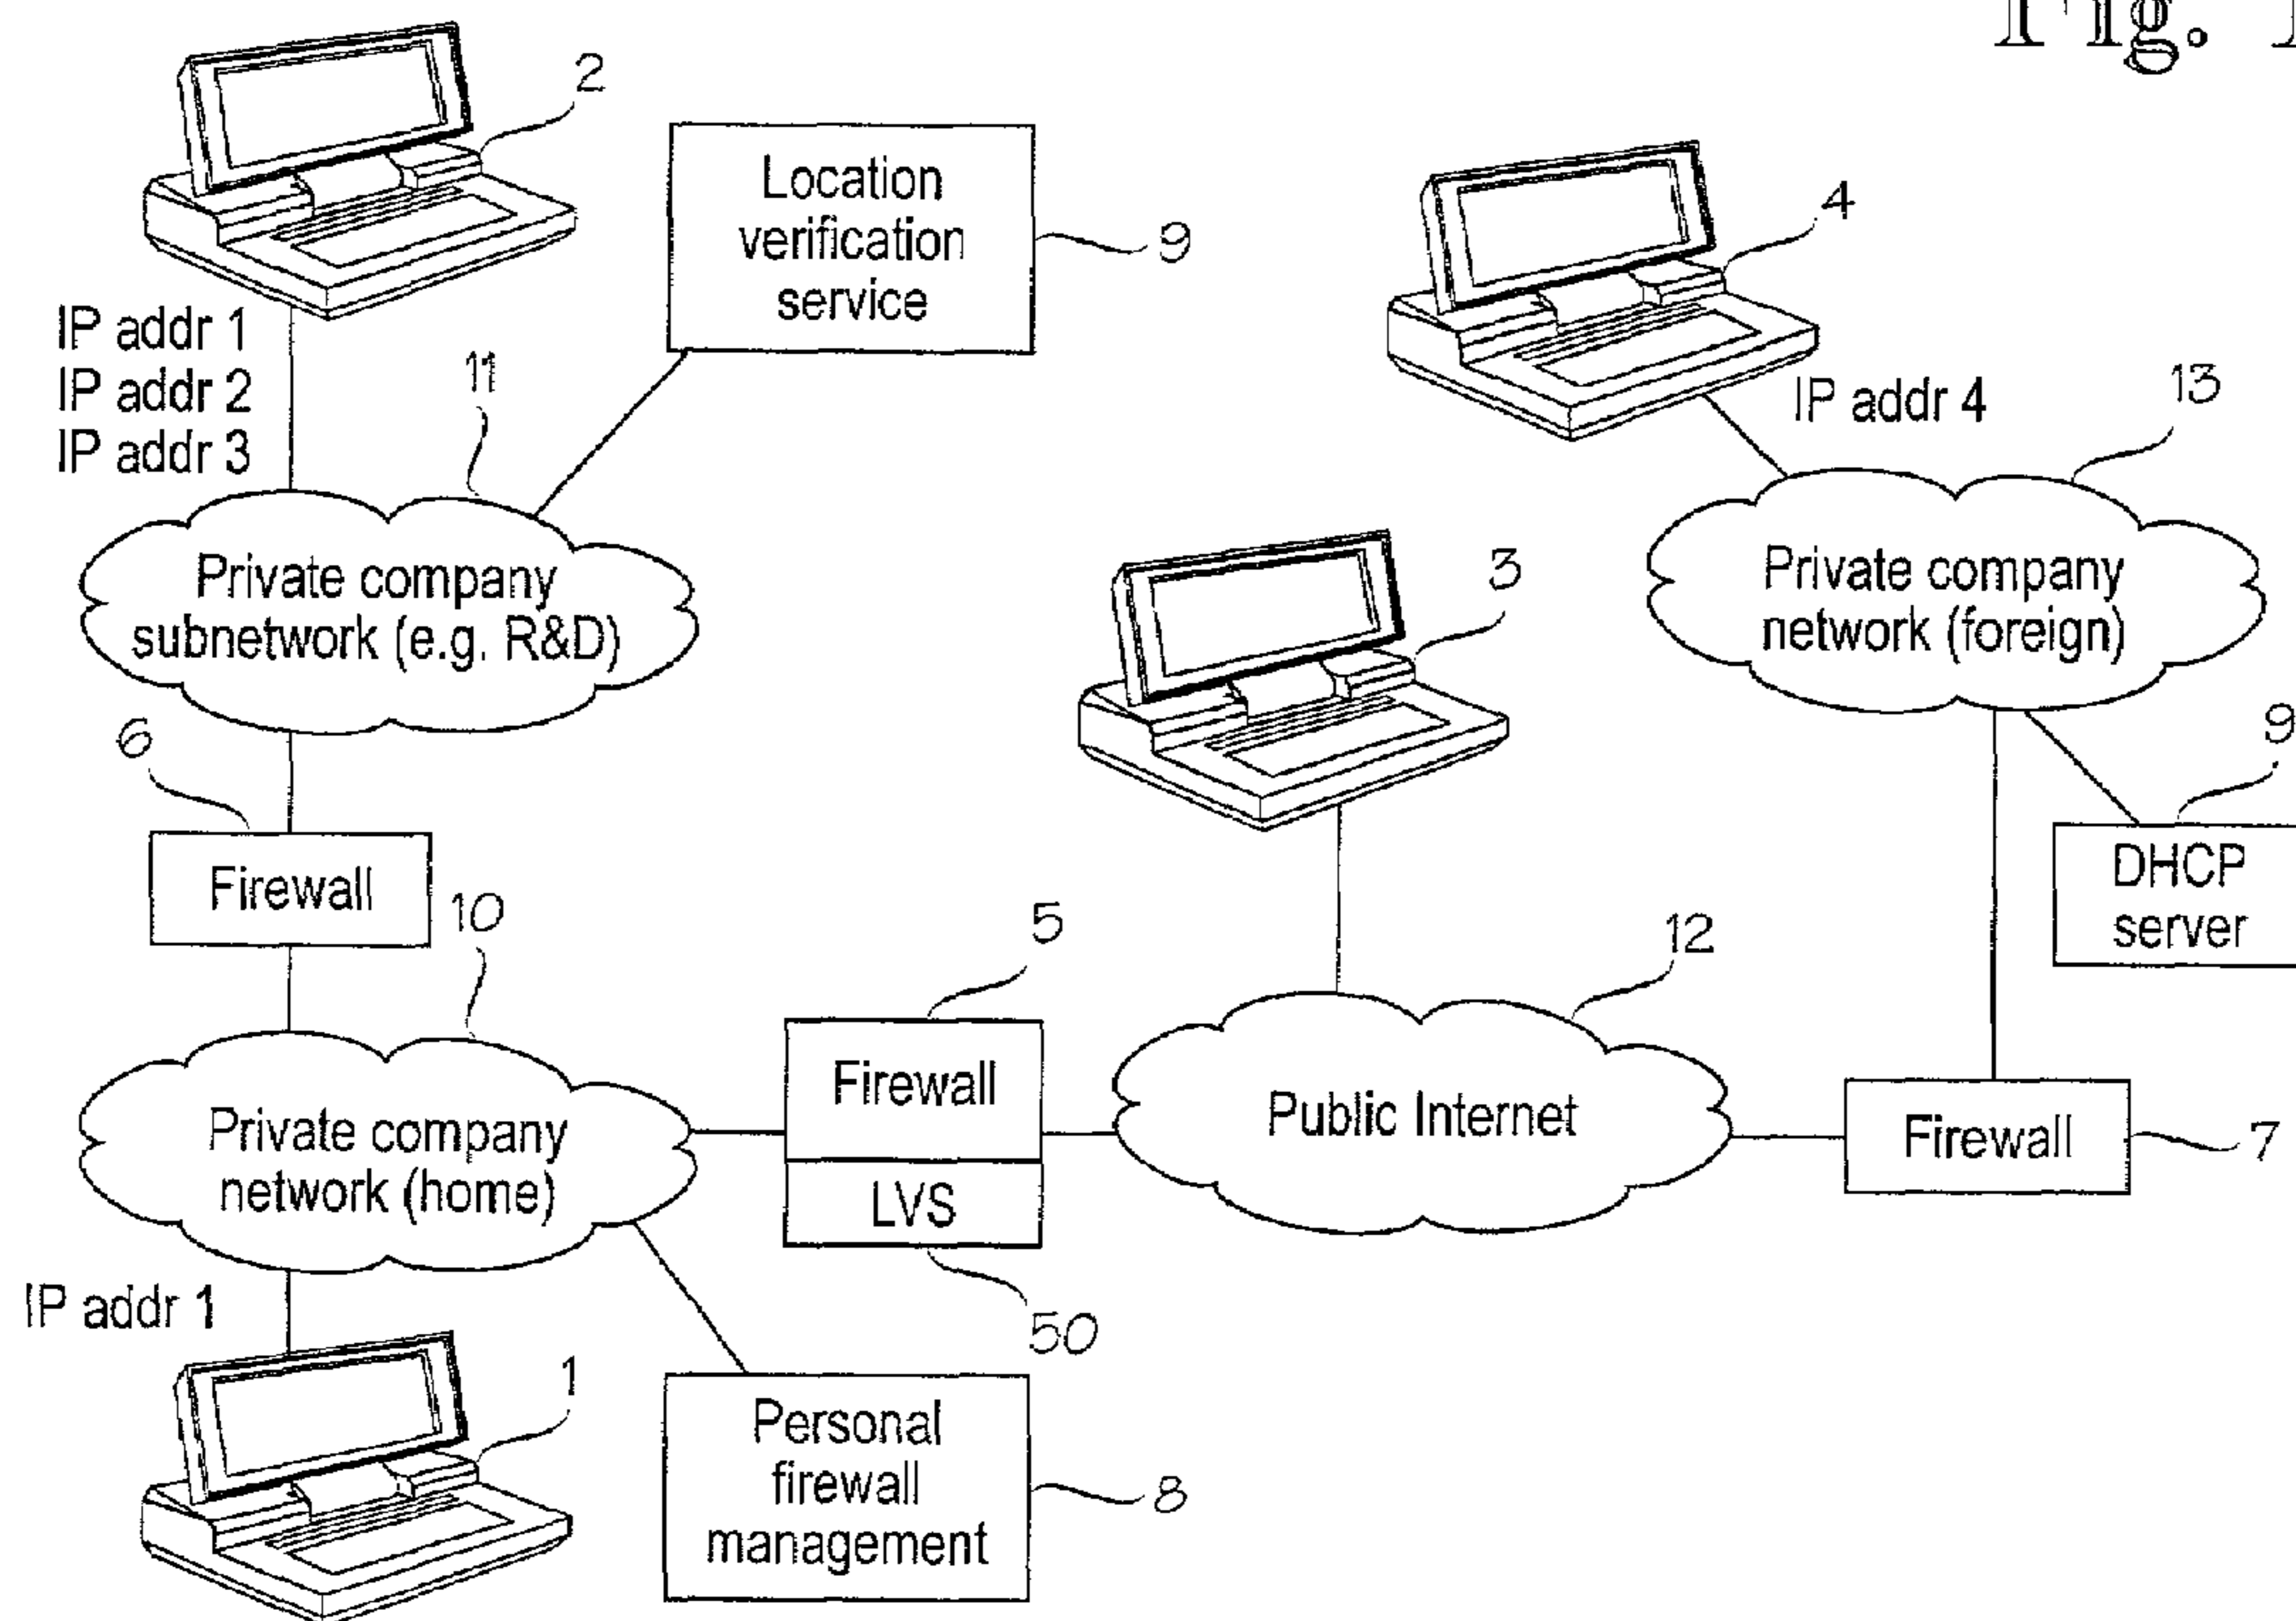 Fig. 1
2
Location
verification
service
9
4
IP addr 1
IP addr 2
IP addr 3
11
IP addr 4
13
Private company
subnetwork (e.g. R&D)
3
Private company
network (foreign)
6
9
Firewall
DHCP
server
10
5
12
Firewall
LVS
Public Internet
Firewall
7
Private company
network (home)
50
IP addr 1
1
Personal
firewall
management
8